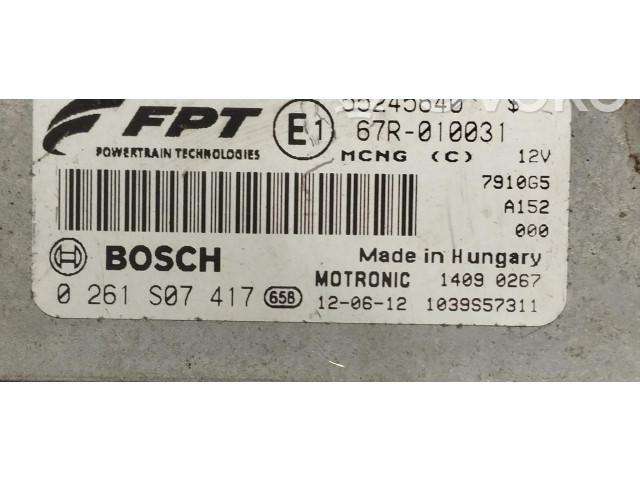 55245640 $
FPT
POWERTRAIN TECHNOLOGIES
E1
67R-010031
MCNG (C) 12V
7910G5
A152
000
BOSCH
Made in Hungary
MOTRONIC 1409 0267
0 261 S07 417 658 12-06-12 1039S57311